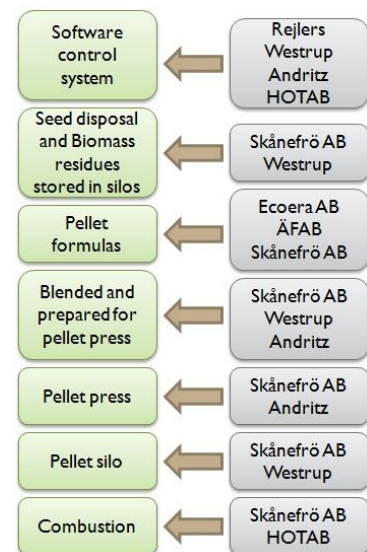 Software
control
system
Rejlers
Westrup
Andritz
HOTAB
Seed disposal
and Biomass
residues
stored in silos
Skånefrö AB
Westrup
Pellet
formulas
Ecoera AB
ÄFAB
Skånefrö AB
Blended and
prepared for
pellet press
Skånefrö AB
Westrup
Andritz
Pellet press
Skånefrö AB
Andritz
Pellet silo
Skånefrö AB
Westrup
Combustion
Skånefrö AB
HOTAB